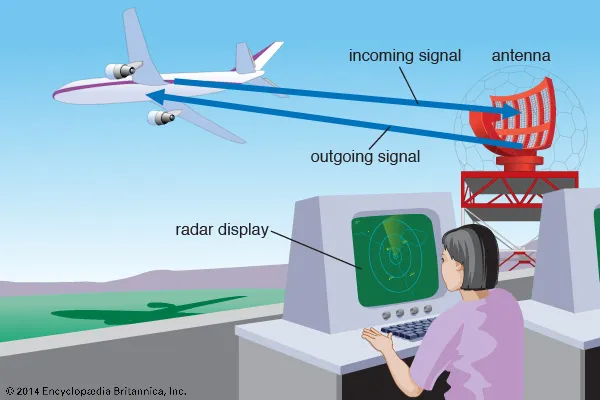 incoming signal
antenna
outgoing signal
radar display
© 2014 Encyclopædia Britannica, Inc.